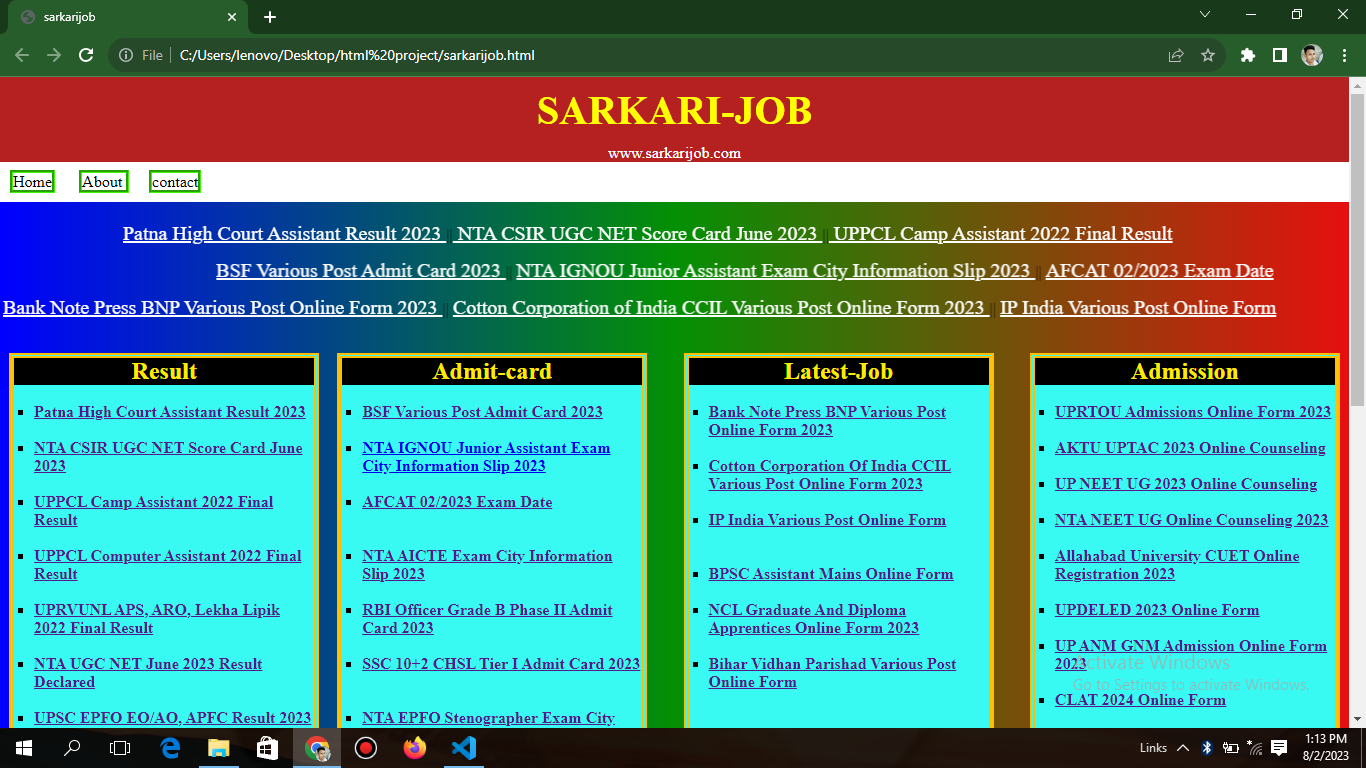 sarkarijob
File
C:/Users/lenovo/Desktop/html%20project/sarkarijob.html
SARKARI-JOB
www.sarkarijob.com
Home About contact
Patna High Court Assistant Result 2023 || NTA CSIR UGC NET Score Card June 2023 || UPPCL Camp Assistant 2022 Final Result
BSF Various Post Admit Card 2023 || NTA IGNOU Junior Assistant Exam City Information Slip 2023 || AFCAT 02/2023 Exam Date
Bank Note Press BNP Various Post Online Form 2023 || Cotton Corporation of India CCIL Various Post Online Form 2023 || IP India Various Post Online Form
Result
Patna High Court Assistant Result 2023
NTA CSIR UGC NET Score Card June
2023
UPPCL Camp Assistant 2022 Final
Result
UPPCL Computer Assistant 2022 Final
Result
UPRVUNL APS, ARO, Lekha Lipik
2022 Final Result
NTA UGC NET June 2023 Result
Declared
UPSC EPFO EO/AO, APFC Result 2023
Admit-card
BSF Various Post Admit Card 2023
NTA IGNOU Junior Assistant Exam
City Information Slip 2023
AFCAT 02/2023 Exam Date
NTA AICTE Exam City Information
Slip 2023
RBI Officer Grade B Phase II Admit
Card 2023
SSC 10+2 CHSL Tier I Admit Card 2023
NTA EPFO Stenographer Exam City
Latest-Job
Bank Note Press BNP Various Post
Online Form 2023
Cotton Corporation Of India CCIL
Various Post Online Form 2023
IP India Various Post Online Form
BPSC Assistant Mains Online Form
NCL Graduate And Diploma
Apprentices Online Form 2023
Bihar Vidhan Parishad Various Post
Online Form
Admission
UPRTOU Admissions Online Form 2023
AKTU UPTAC 2023 Online Counseling
UP NEET UG 2023 Online Counseling
NTA NEET UG Online Counseling 2023
Allahabad University CUET Online
Registration 2023
UPDELED 2023 Online Form
UP ANM GNM Admission Online Form
2023
CLAT 2024 Online Form
Activate Windows
Go to Settings to activate Windows.
Links
1:13 PM
8/2/2023